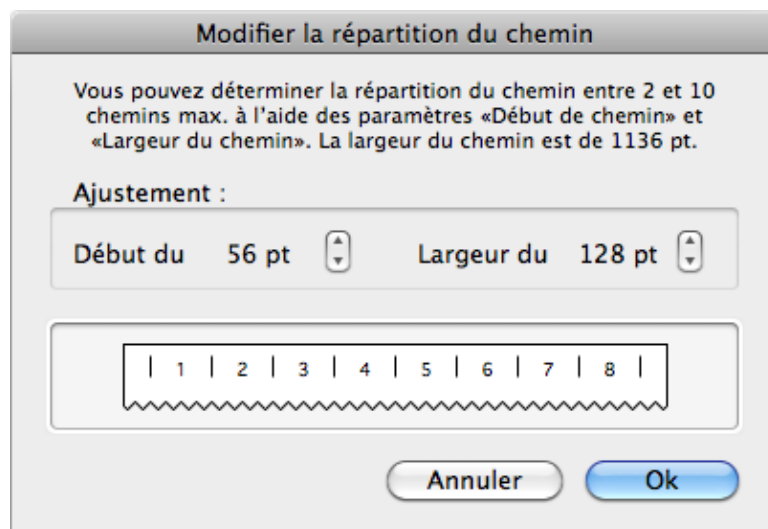 Modifier la répartition du chemin
Vous pouvez déterminer la répartition du chemin entre 2 et 10
chemins max. à l'aide des paramètres «Début de chemin» et
«Largeur du chemin». La largeur du chemin est de 1136 pt.
Ajustement :
Début du 56 pt Largeur du 128 pt
1 2 3 4 5 6 7 8
Annuler Ok